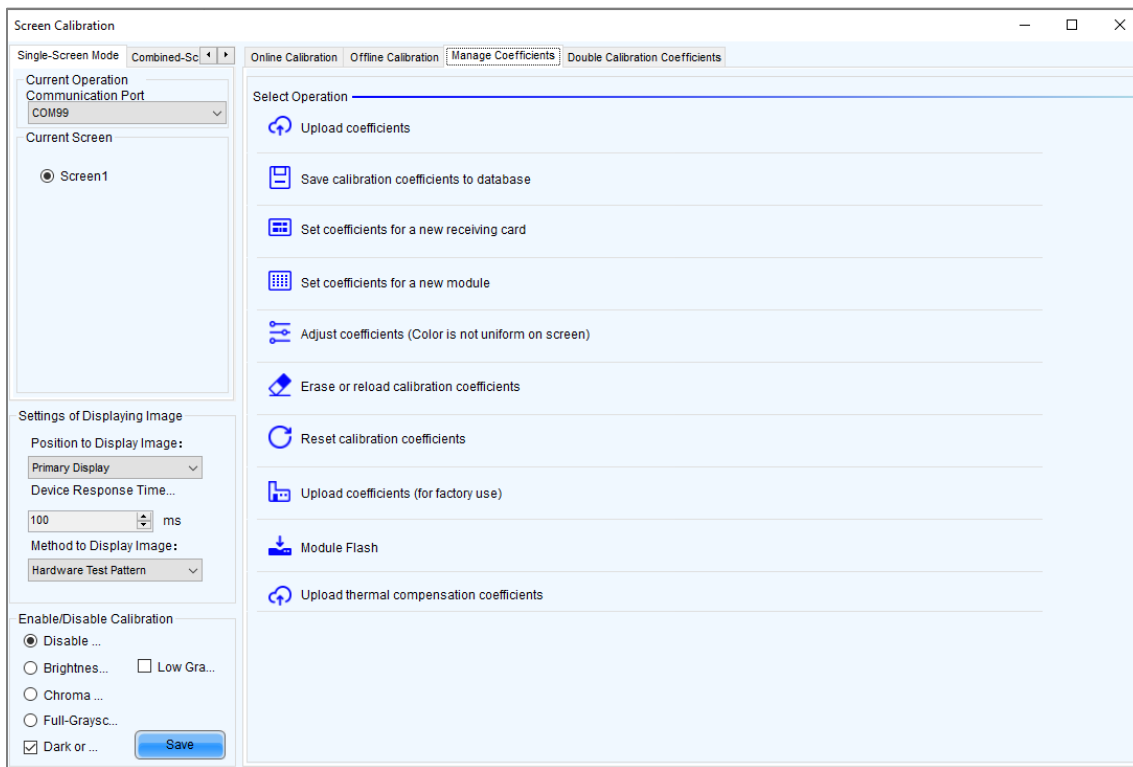 Screen Calibration
Single-Screen Mode
Combined-Sc
Online Calibration
Offline Calibration
Manage Coefficients
Double Calibration Coefficients
Current Operation
Communication Port
COM99
Current Screen
Screen1
Settings of Displaying Image
Position to Display Image:
Primary Display
Device Response Time...
100
ms
Method to Display Image:
Hardware Test Pattern
Enable/Disable Calibration
Disable ...
Brightnes...
Low Gra...
Chroma ...
Full-Graysc...
Dark or ...
Save
Select Operation
Upload coefficients
Save calibration coefficients to database
Set coefficients for a new receiving card
Set coefficients for a new module
Adjust coefficients (Color is not uniform on screen)
Erase or reload calibration coefficients
Reset calibration coefficients
Upload coefficients (for factory use)
Module Flash
Upload thermal compensation coefficients